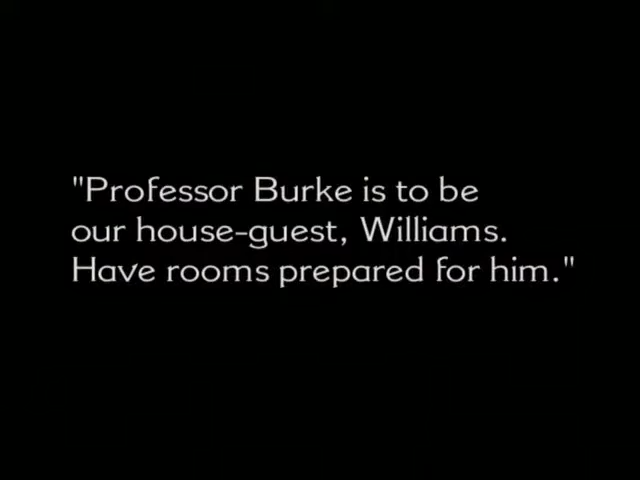 "Professor Burke is to be
our house-guest, Williams.
Have rooms prepared for him."